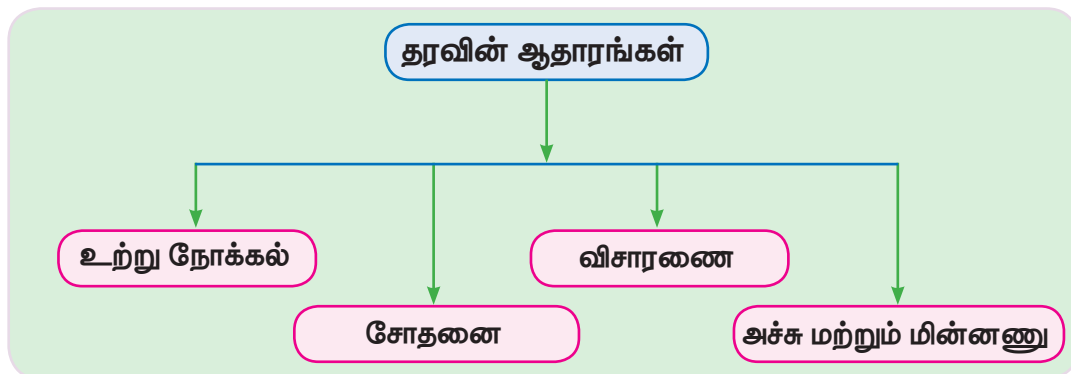 தரவின் ஆதாரங்கள்
உற்று நோக்கல்
விசாரணை
சோதனை
அச்சு மற்றும் மின்னணு